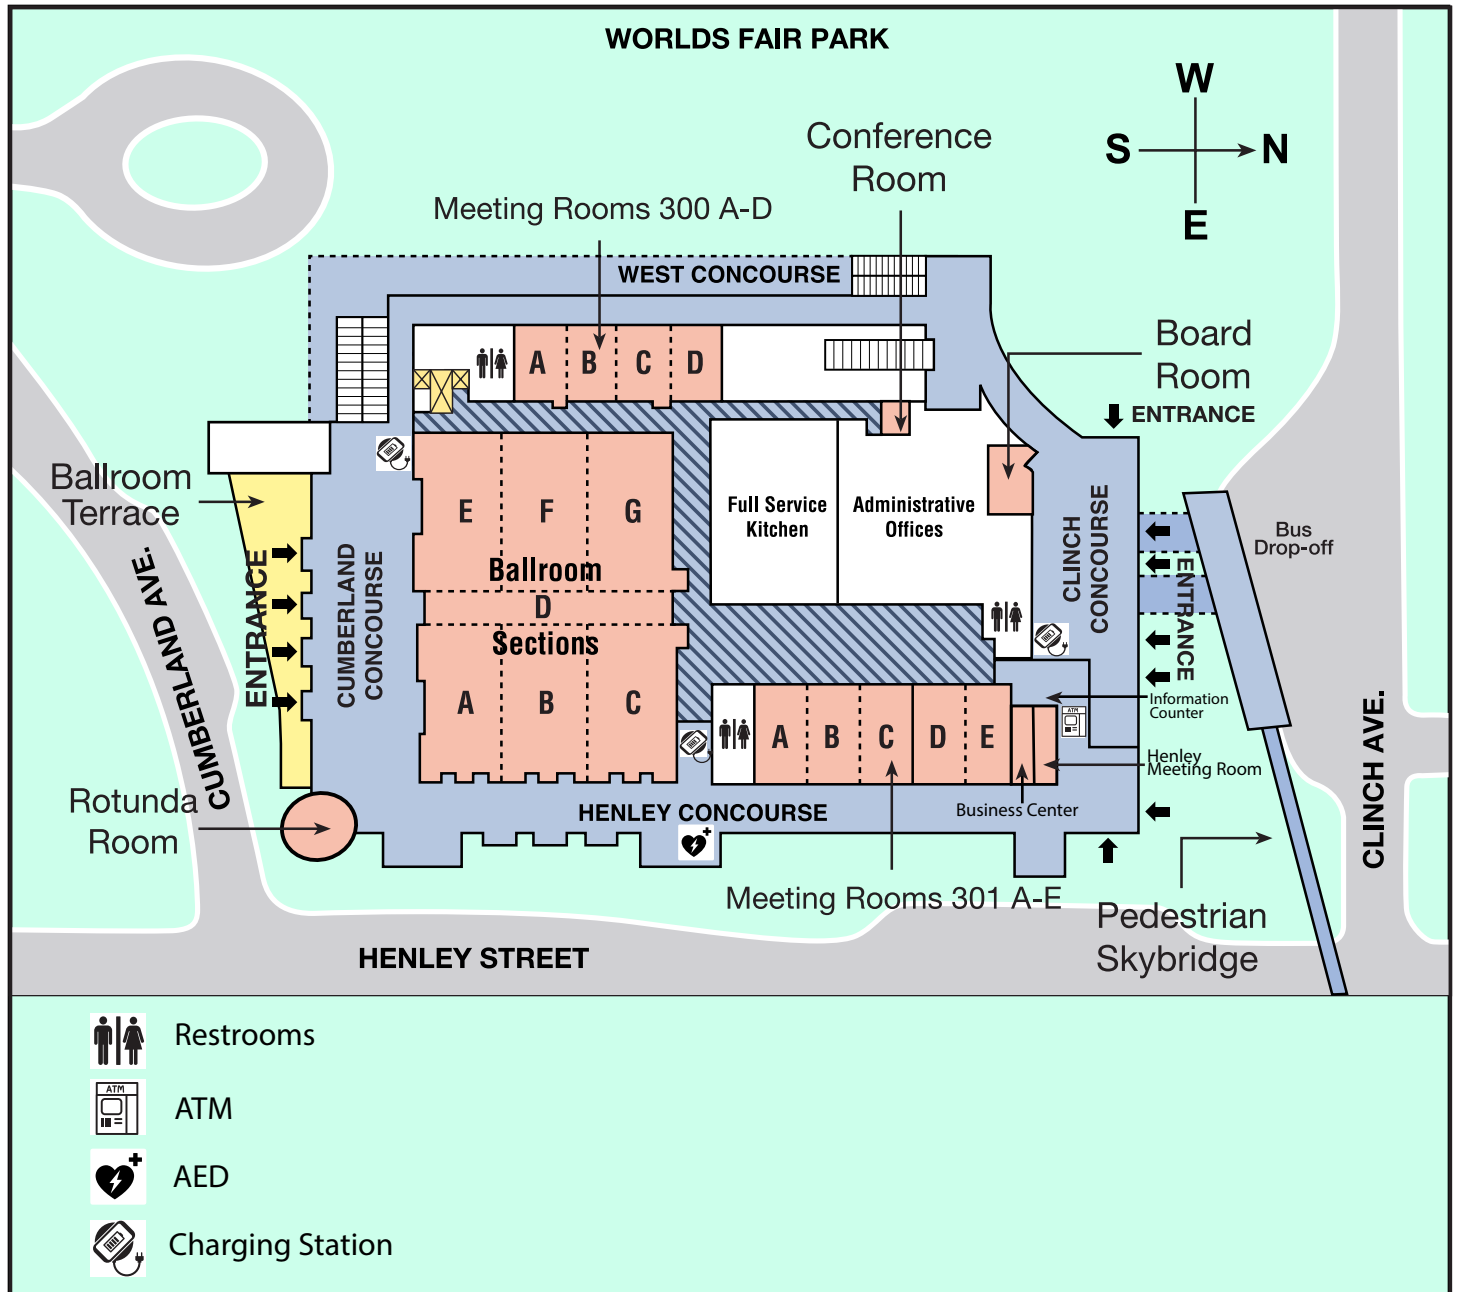 WORLDS FAIR PARK
W
S
N
E
Conference
Room
Meeting Rooms 300 A-D
WEST CONCOURSE
Board
Room
ENTRANCE
A
B
C
D
Ballroom
Terrace
CUMBERLAND AVE.
ENTRANCE
CUMBERLAND
CONCOURSE
E
F
G
Ballroom
D
Sections
A
B
C
Full Service
Kitchen
Administrative
Offices
CLINCH
CONCOURSE
ENTRANCE
Bus
Drop-off
Information
Counter
ATM
A
B
C
D
E
Henley
Meeting Room
Business Center
HENLEY CONCOURSE
Rotunda
Room
Meeting Rooms 301 A-E
Pedestrian
Skybridge
CLINCH AVE.
HENLEY STREET
Restrooms
ATM
ATM
AED
Charging Station